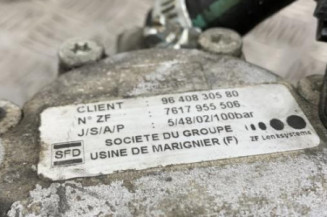 CLIENT : 96 408 305 80
N° ZF : 7617 955 506
J/S/A/P : 5/48/02/100bar
SFD SOCIETE DU GROUPE
USINE DE MARIGNIER (F)
ZF Lenksysteme